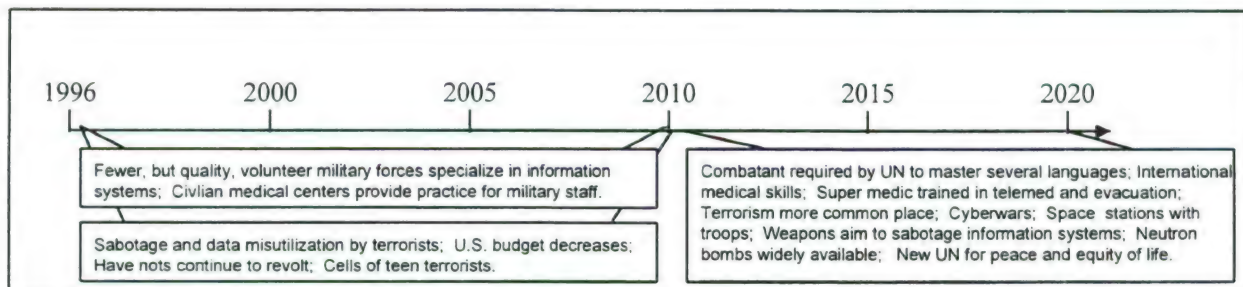 1996 2000 2005 2010 2015 2020
Fewer, but quality, volunteer military forces specialize in information
systems; Civlian medical centers provide practice for military staff.
Sabotage and data misutilization by terrorists; U.S. budget decreases;
Have nots continue to revolt; Cells of teen terrorists.
Combatant required by UN to master several languages; International
medical skills; Super medic trained in telemed and evacuation;
Terrorism more common place; Cyberwars; Space stations with
troops; Weapons aim to sabotage information systems; Neutron
bombs widely available; New UN for peace and equity of life.